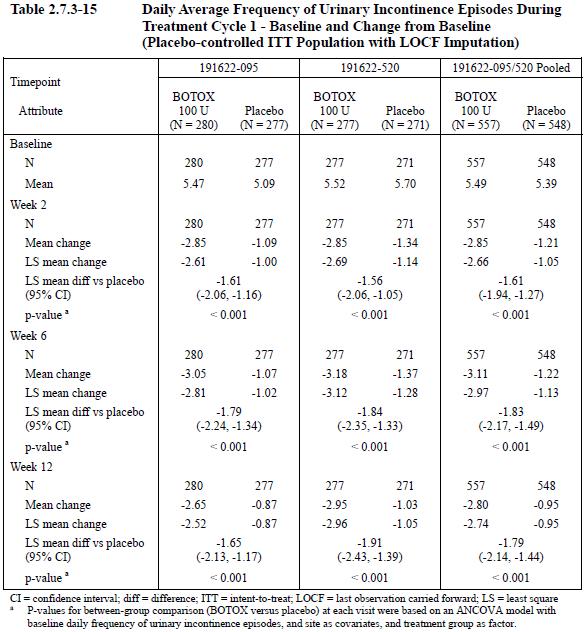 Table 2.7.3-15 Daily Average Frequency of Urinary Incontinence Episodes During
Treatment Cycle 1 - Baseline and Change from Baseline
(Placebo-controlled ITT Population with LOCF Imputation)
191622-095 191622-520 191622-095/520 Pooled
Timepoint
Attribute
BOTOX 100 U (N = 280) Placebo (N = 277) BOTOX 100 U (N = 277) Placebo (N = 271) BOTOX 100 U (N = 557) Placebo (N = 548)
Baseline
N 280 277 277 271 557 548
Mean 5.47 5.09 5.52 5.70 5.49 5.39
Week 2
N 280 277 277 271 557 548
Mean change -2.85 -1.09 -2.85 -1.34 -2.85 -1.21
LS mean change -2.61 -1.00 -2.69 -1.14 -2.66 -1.05
LS mean diff vs placebo -1.61 -1.56 -1.61
(95% CI) (-2.06, -1.16) (-2.06, -1.05) (-1.94, -1.27)
p-value a < 0.001 < 0.001 < 0.001
Week 6
N 280 277 277 271 557 548
Mean change -3.05 -1.07 -3.18 -1.37 -3.11 -1.22
LS mean change -2.81 -1.02 -3.12 -1.28 -2.97 -1.13
LS mean diff vs placebo -1.79 -1.84 -1.83
(95% CI) (-2.24, -1.34) (-2.35, -1.33) (-2.17, -1.49)
p-value a < 0.001 < 0.001 < 0.001
Week 12
N 280 277 277 271 557 548
Mean change -2.65 -0.87 -2.95 -1.03 -2.80 -0.95
LS mean change -2.52 -0.87 -2.96 -1.05 -2.74 -0.95
LS mean diff vs placebo -1.65 -1.91 -1.79
(95% CI) (-2.13, -1.17) (-2.43, -1.39) (-2.14, -1.44)
p-value a < 0.001 < 0.001 < 0.001
CI = confidence interval; diff = difference; ITT = intent-to-treat; LOCF = last observation carried forward; LS = least square
a P-values for between-group comparison (BOTOX versus placebo) at each visit were based on an ANCOVA model with
baseline daily frequency of urinary incontinence episodes, and site as covariates, and treatment group as factor.